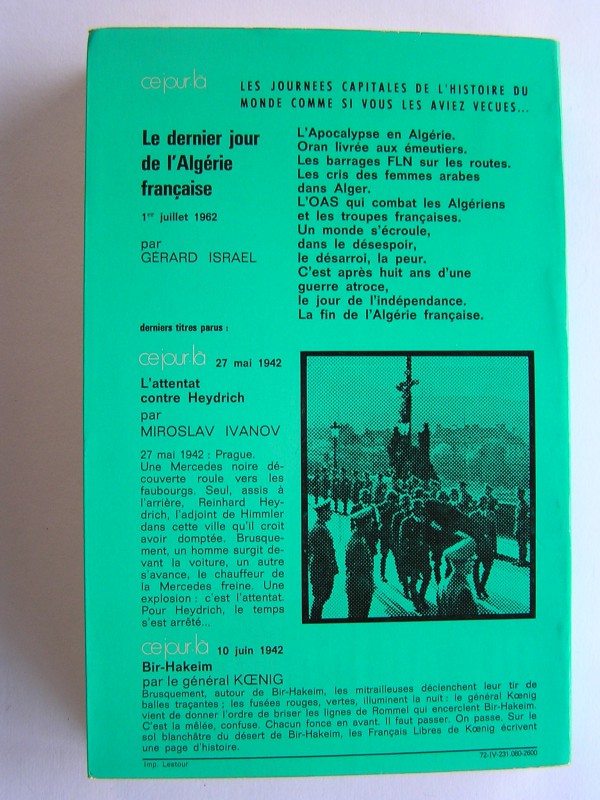 ce jour-là
LES JOURNEES CAPITALES DE L'HISTOIRE DU
MONDE COMME SI VOUS LES AVIEZ VECUES...
Le dernier jour
de l'Algérie
française
1er juillet 1962
par
GERARD ISRAEL
L'Apocalypse en Algérie.
Oran livrée aux émeutiers.
Les barrages FLN sur les routes.
Les cris des femmes arabes
dans Alger.
L'OAS qui combat les Algériens
et les troupes françaises.
Un monde s'écroule,
dans le désespoir,
le désarroi, la peur.
C'est après huit ans d'une
guerre atroce,
le jour de l'indépendance.
La fin de l'Algérie française.
derniers titres parus :
ce jour-là 27 mai 1942
L'attentat
contre Heydrich
par
MIROSLAV IVANOV
27 mai 1942 : Prague.
Une Mercedes noire dé-
couverte roule vers les
faubourgs. Seul, assis à
l'arrière, Reinhard Hey-
drich, l'adjoint de Himmler
dans cette ville qu'il croit
avoir domptée. Brusque-
ment, un homme surgit de-
vant la voiture, un autre
s'avance, le chauffeur de
la Mercedes freine. Une
explosion : c'est l'attentat.
Pour Heydrich, le temps
s'est arrêté...
ce jour-là 10 juin 1942
Bir-Hakeim
par le général KŒNIG
Brusquement, autour de Bir-Hakeim, les mitrailleuses déclenchent leur tir de
balles traçantes ; les fusées rouges, vertes, illuminent la nuit : le général Kœnig
vient de donner l'ordre de briser les lignes de Rommel qui encerclent Bir-Hakeim.
C'est la mêlée, confuse. Chacun fonce en avant. Il faut passer. On passe. Sur le
sol blanchâtre du désert de Bir-Hakeim, les Français Libres de Kœnig écrivent
une page d'histoire.
72-IV-231.060-2600
Imp. Lestour